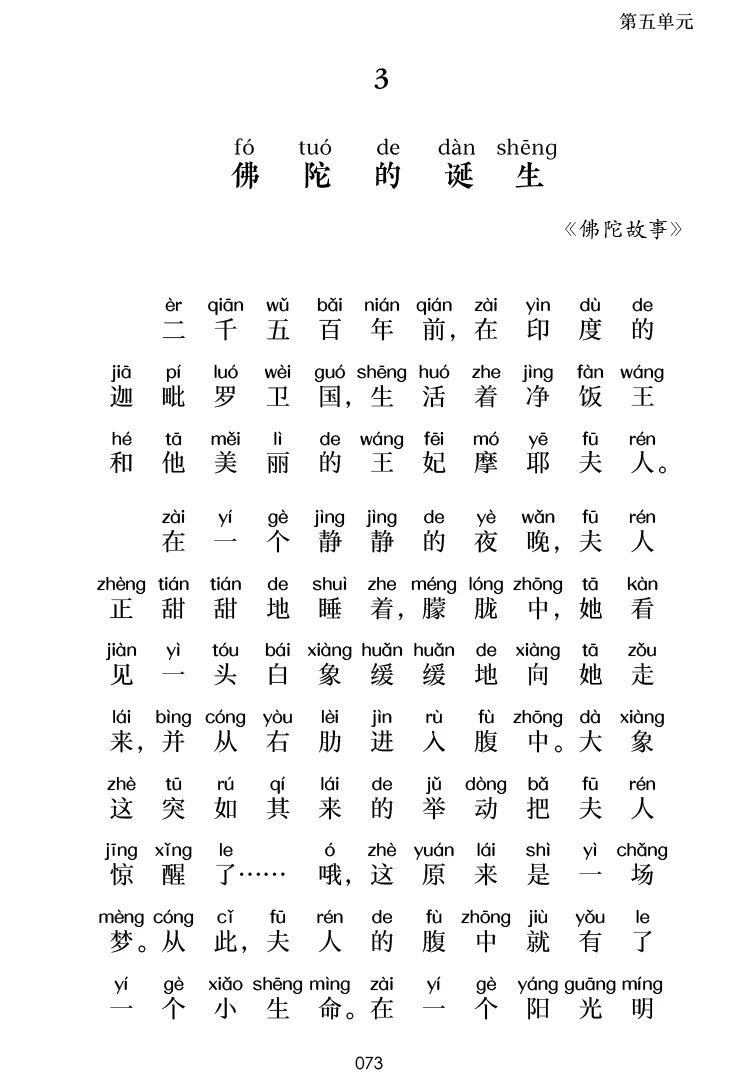 第五单元
3
fó tuó de dàn shēng
佛陀的诞生
《佛陀故事》
èr qiān wǔ bǎi nián qián zài yìn dù de
二千五百年前,在印度的
jiā pí luó wèi guó shēng huó zhe jìng fàn wáng
迦毗罗卫国,生活着净饭王
hé tā měi lì de wáng fēi mó yē fū rén
和他美丽的王妃摩耶夫人。
zài yí gè jìng jìng de yè wǎn fū rén
在一个静静的夜晚,夫人
zhèng tián tián de shuì zhe méng lóng zhōng tā kàn
正甜甜地睡着,朦胧中,她看
jiàn yì tóu bái xiàng huǎn huǎn de xiàng tā zǒu
见一头白象缓缓地向她走
lái bìng cóng yòu lèi jìn rù fù zhōng dà xiàng
来,并从右肋进入腹中。大象
zhè tū rú qí lái de jǔ dòng bǎ fū rén
这突如其来的举动把夫人
jīng xǐng le ó zhè yuán lái shì yì chǎng
惊醒了…… 哦,这原来是一场
mèng cóng cǐ fū rén de fù zhōng jiù yǒu le
梦。从此,夫人的腹中就有了
yí gè xiǎo shēng mìng zài yí gè yáng guāng míng
一个小生命。在一个阳光明
073